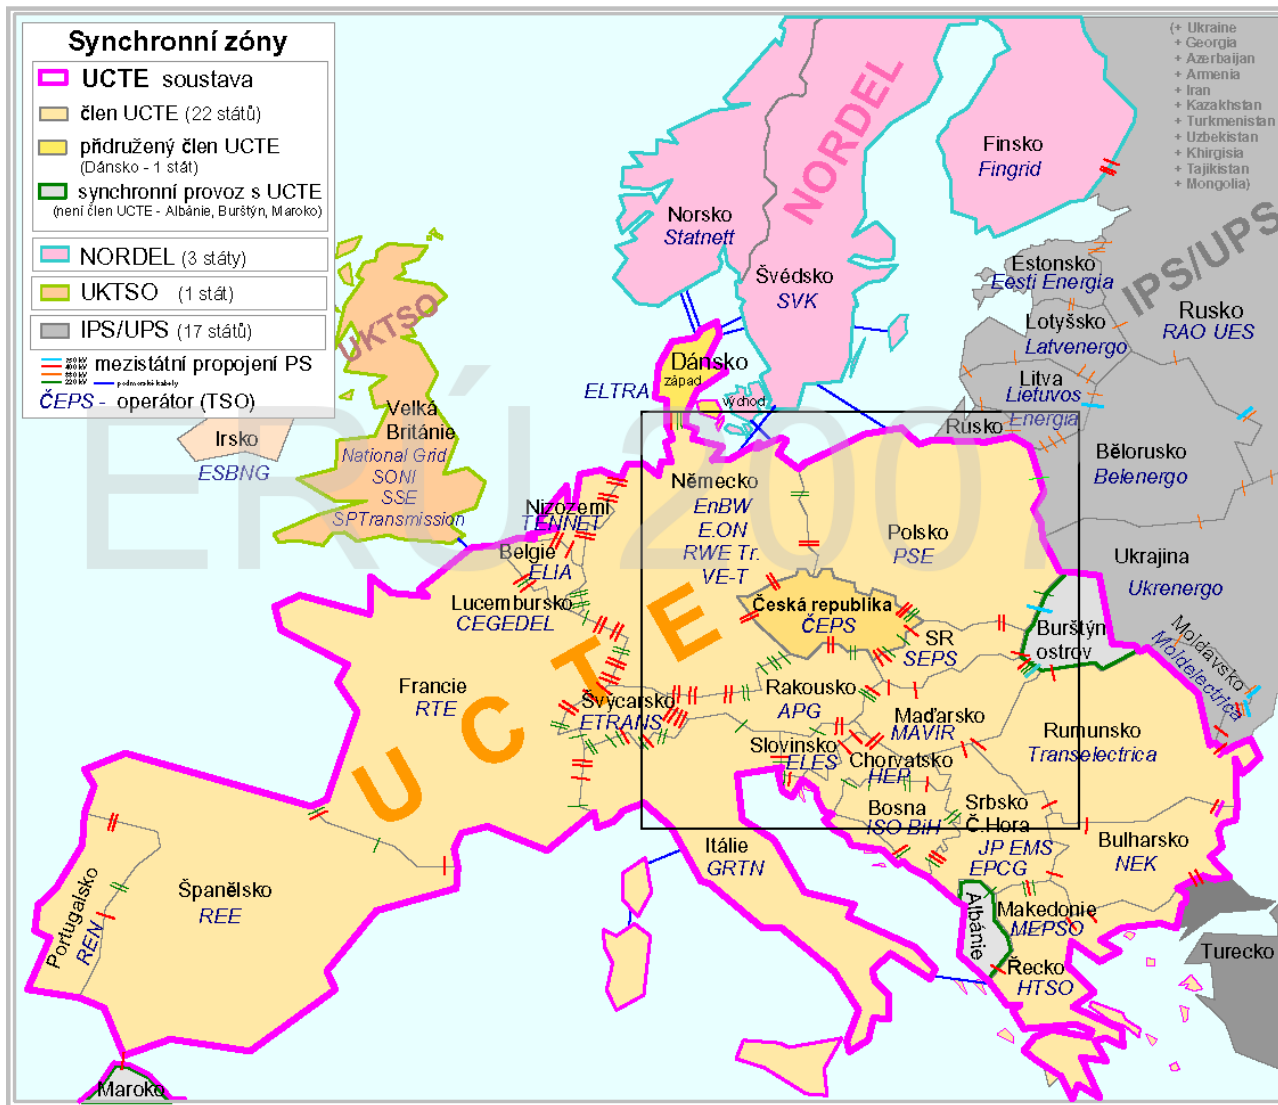 Synchronní zóny
UCTE soustava
člen UCTE (22 států)
přidružený člen UCTE
(Dánsko - 1 stát)
synchronní provoz s UCTE
(není člen UCTE - Albánie, Burštýn, Maroko)
NORDEL (3 státy)
UKTSO (1 stát)
IPS/UPS (17 států)
750 kV
400 kV
220 kV
mezistátní propojení PS
podmořské kabely
ČEPS - operátor (TSO)
(+ Ukraine
+ Georgia
+ Azerbaijan
+ Armenia
+ Iran
+ Kazakhstan
+ Turkmenistan
+ Uzbekistan
+ Khirgisia
+ Tajikistan
+ Mongolia)
NORDEL
Finsko
Fingrid
Norsko
Statnett
Švédsko
SVK
IPS/UPS
Estonsko
Eesti Energia
Lotyšsko
Latvenergo
Rusko
RAO UES
Litva
Lietuvos
Energia
Rusko
Bělorusko
Belenergo
UKTSO
Dánsko
západ
východ
ELTRA
Velká
Británie
National Grid
SONI
SSE
SPTransmission
Irsko
ESBNG
ERÚ 2007
Nizozemí
TENNET
Belgie
ELIA
Lucembursko
CEGEDEL
Německo
EnBW
E.ON
RWE Tr.
VE-T
Polsko
PSE
Ukrajina
Ukrenergo
Česká republika
ČEPS
SR
SEPS
Burštýn
ostrov
Moldavsko
Moldelectrica
UCTE
Francie
RTE
Švýcarsko
ETRANS
Rakousko
APG
Maďarsko
MAVIR
Rumunsko
Transelectrica
Slovinsko
ELES
Chorvatsko
HEP
Bosna
ISO BiH
Srbsko
Č.Hora
JP EMS
EPCG
Bulharsko
NEK
Itálie
GRTN
Španělsko
REE
Portugalsko
REN
Albánie
Makedonie
MEPSO
Řecko
HTSO
Turecko
Maroko